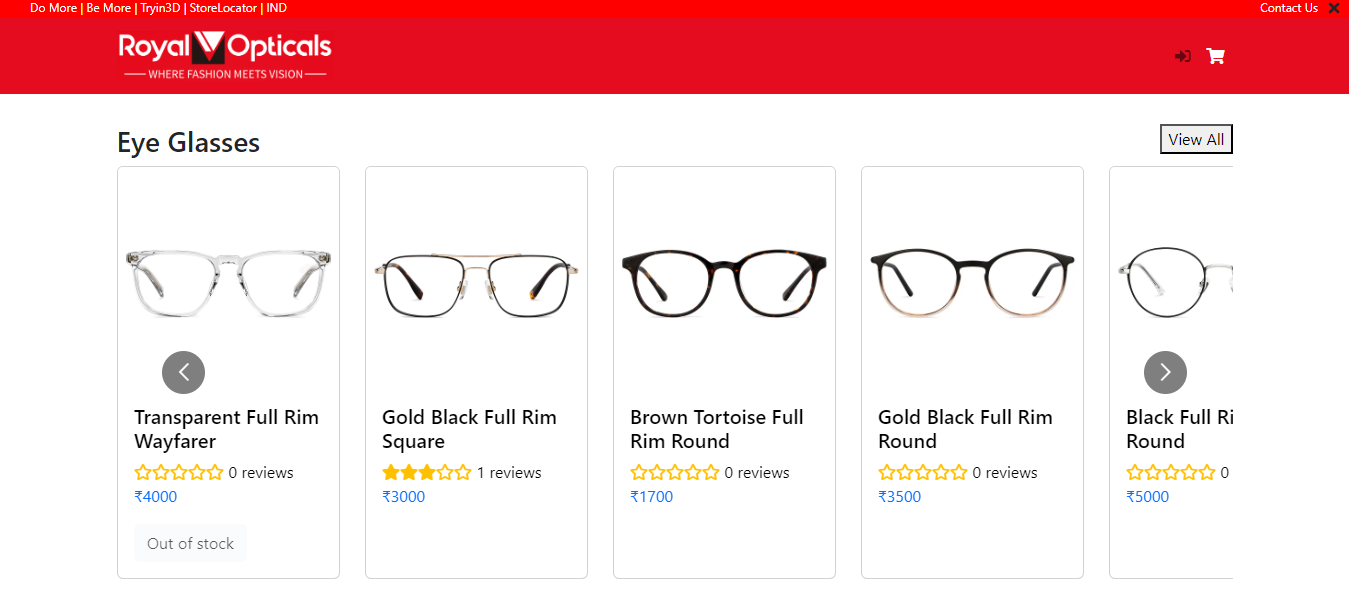 Do More | Be More | Tryin3D | StoreLocator | IND
Contact Us
Royal Opticals
WHERE FASHION MEETS VISION
Eye Glasses
View All
Transparent Full Rim
Wayfarer
0 reviews
₹4000
Out of stock
Gold Black Full Rim
Square
1 reviews
₹3000
Brown Tortoise Full
Rim Round
0 reviews
₹1700
Gold Black Full Rim
Round
0 reviews
₹3500
Black Full Ri
Round
0
₹5000